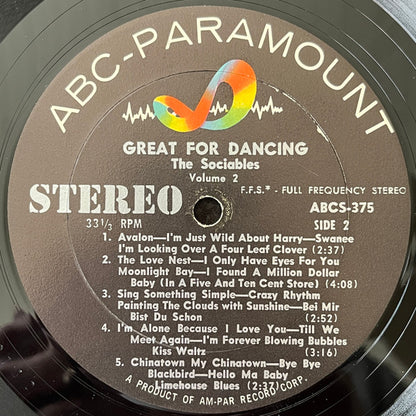 ABC-PARAMOUNT
GREAT FOR DANCING
The Sociables
Volume 2
STEREO
F.F.S.* - FULL FREQUENCY STEREO
33 1/3 RPM
ABCS-375
SIDE 2
1. Avalon—I'm Just Wild About Harry—Swanee
I'm Looking Over A Four Leaf Clover (2:37)
2. The Love Nest—I Only Have Eyes For You
Moonlight Bay—I Found A Million Dollar
Baby (In A Five And Ten Cent Store) (4:08)
3. Sing Something Simple—Crazy Rhythm
Painting The Clouds with Sunshine—Bei Mir
Bist Du Schon (2:52)
4. I'm Alone Because I Love You—Till We
Meet Again—I'm Forever Blowing Bubbles
Kiss Waltz (3:16)
5. Chinatown My Chinatown—Bye Bye
Blackbird—Hello Ma Baby
Limehouse Blues (2:37)
A PRODUCT OF AM-PAR RECORD CORP.